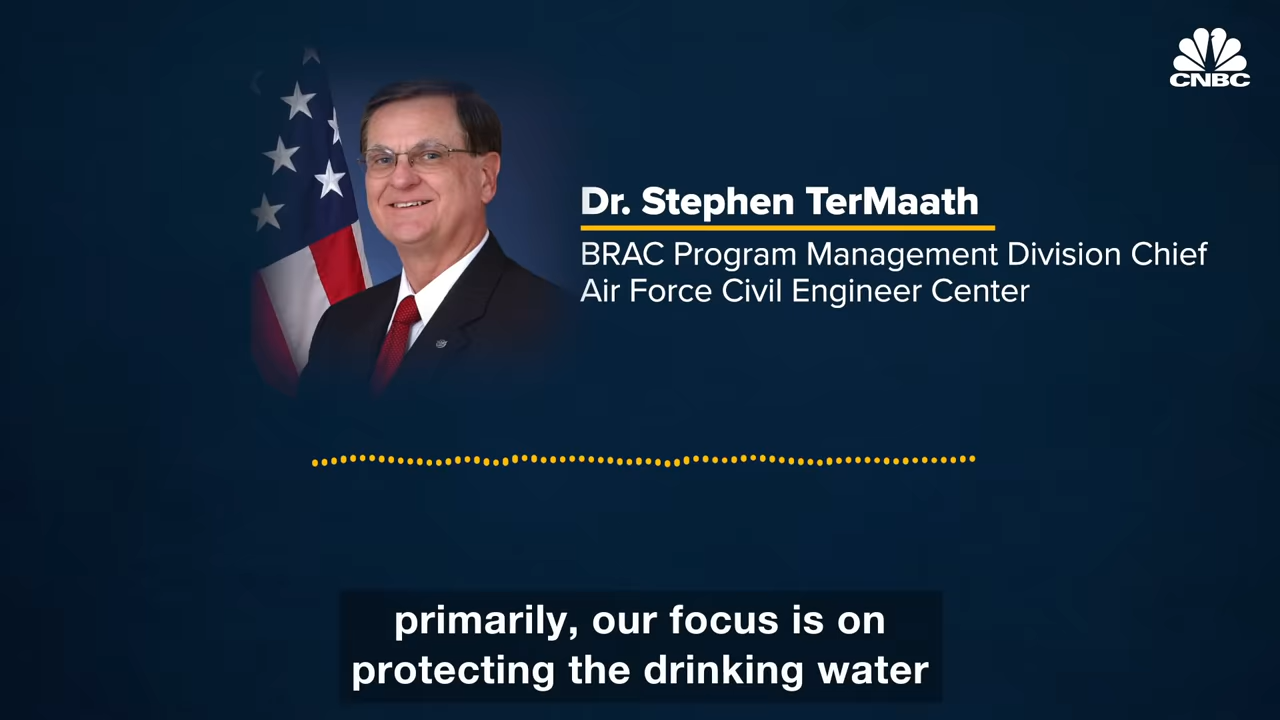 CNBC
Dr. Stephen TerMaath
BRAC Program Management Division Chief
Air Force Civil Engineer Center
primarily, our focus is on
protecting the drinking water